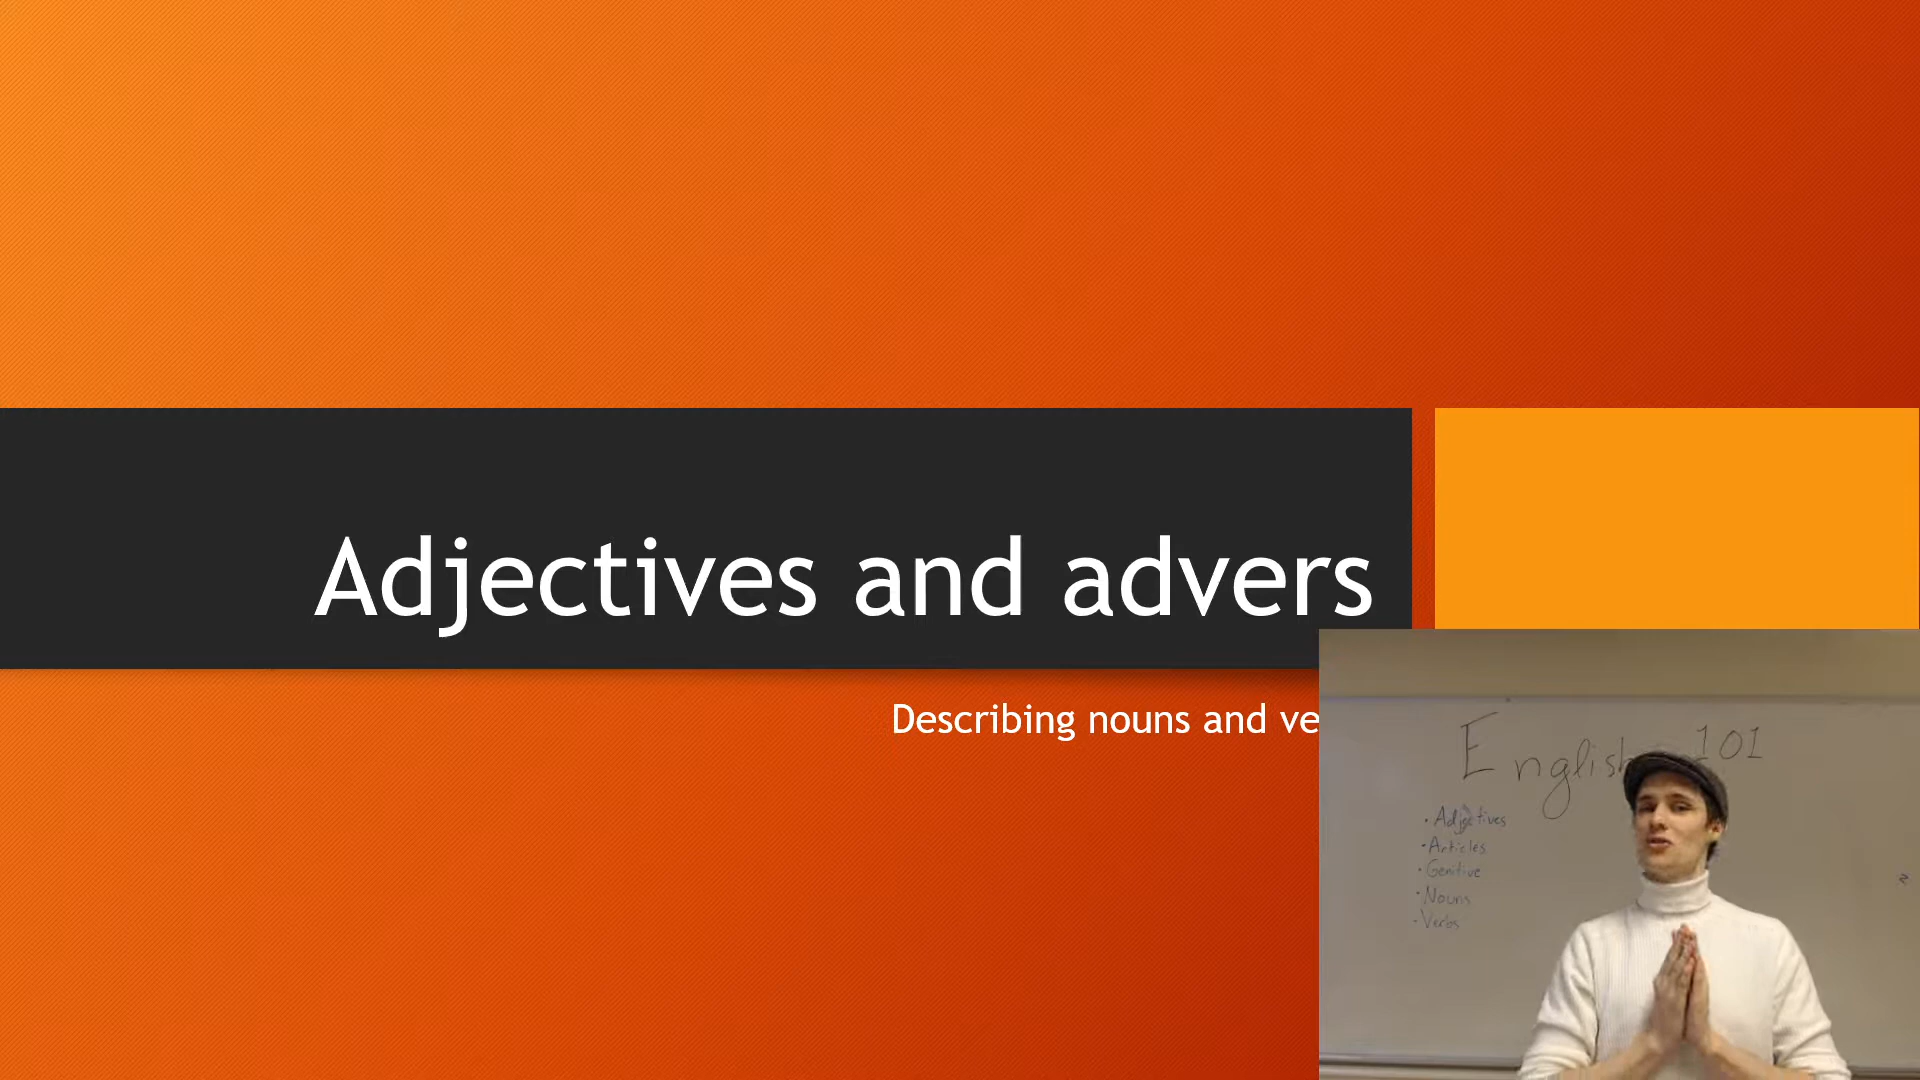 Adjectives and advers
Describing nouns and ve
English 101
· Adjectives
· Articles
· Genitive
· Nouns
· Verbs